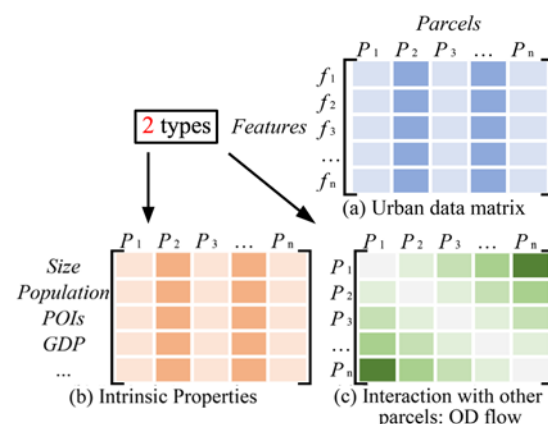 Parcels
P1 P2 P3 ... Pn
f1
f2
2 types Features f3
...
fn
(a) Urban data matrix
P1 P2 P3 ... Pn
Size
Population
POIs
GDP
...
(b) Intrinsic Properties
P1 P2 P3 ... Pn
P1
P2
P3
...
Pn
(c) Interaction with other
parcels: OD flow